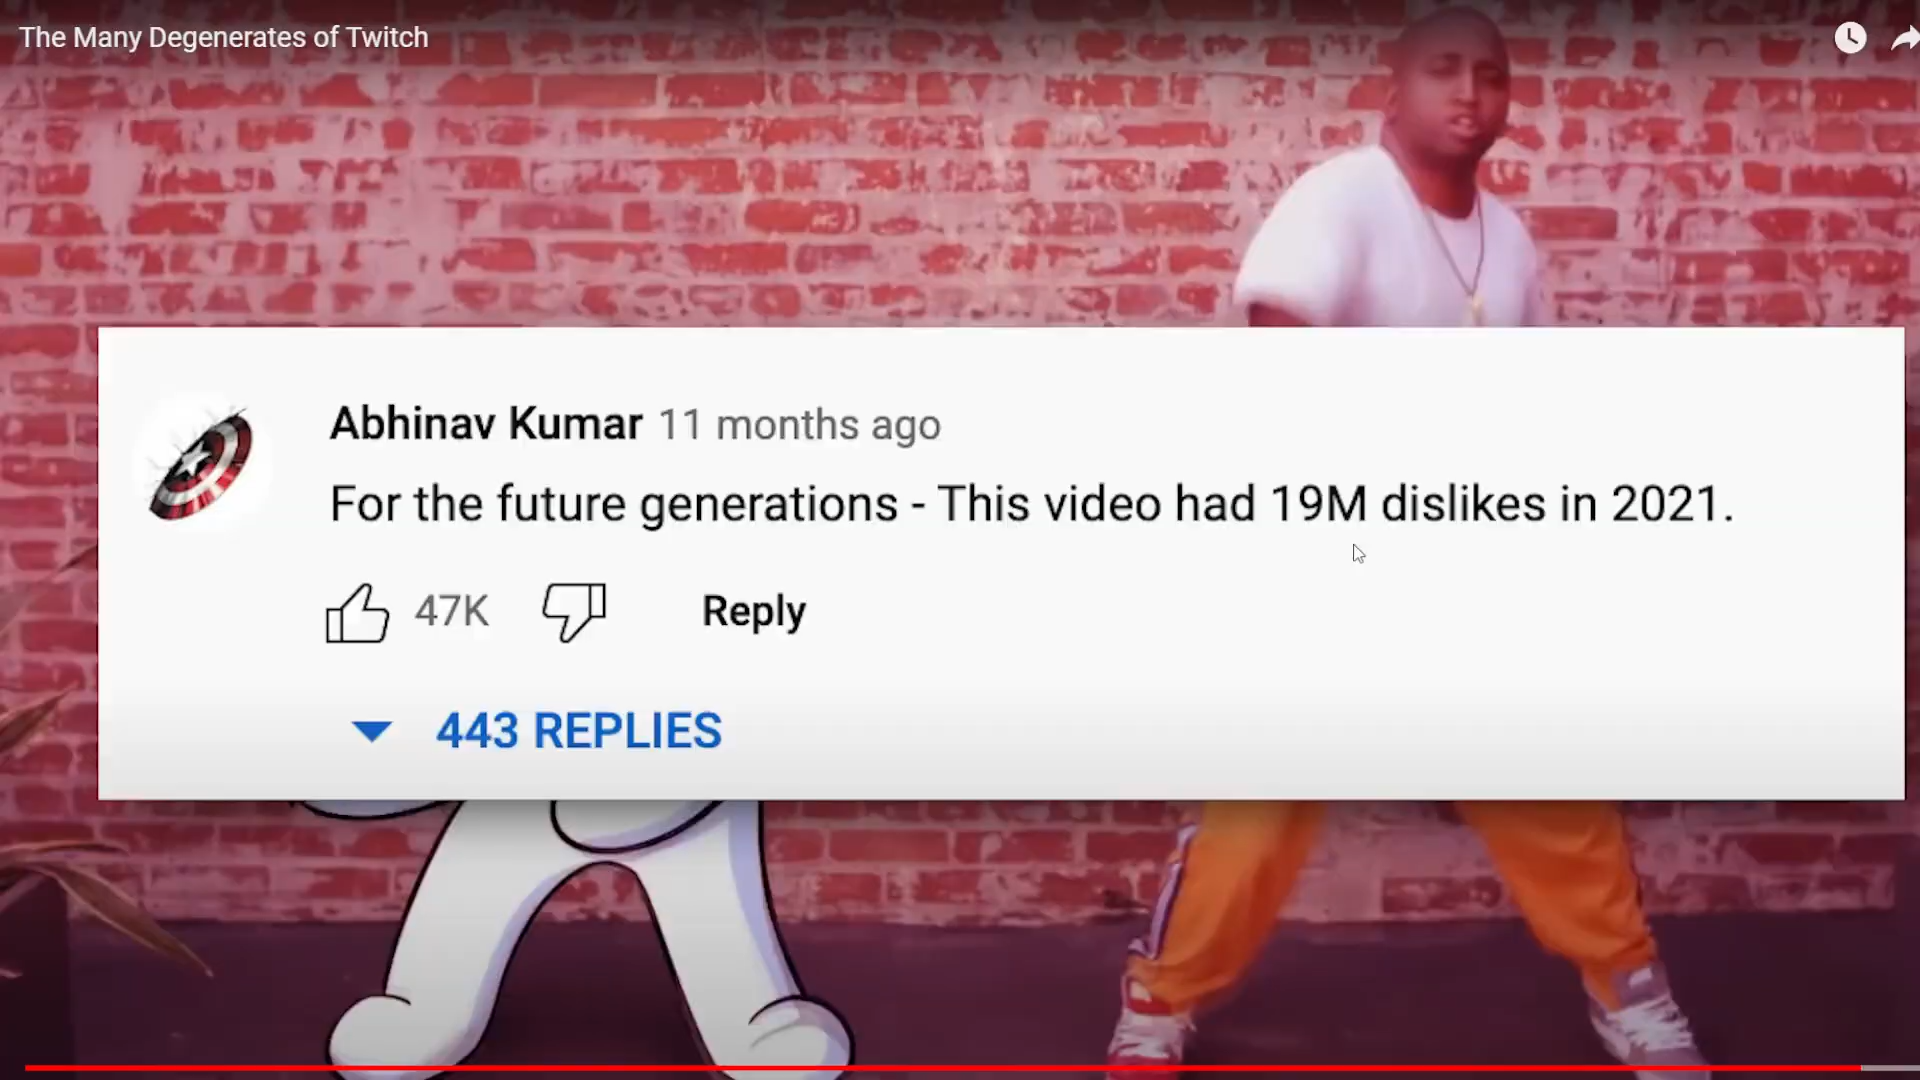 The Many Degenerates of Twitch
Abhinav Kumar 11 months ago
For the future generations - This video had 19M dislikes in 2021.
47K Reply
443 REPLIES